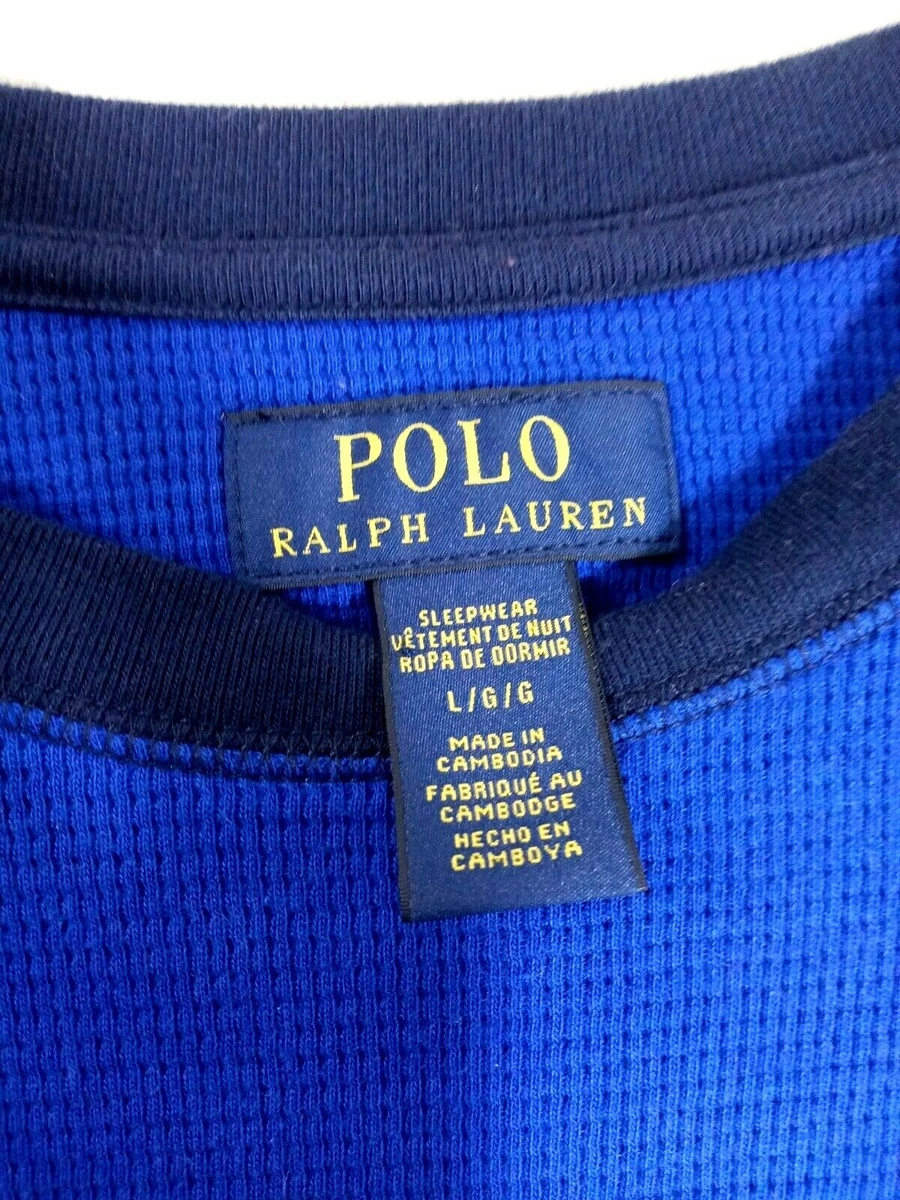 POLO
RALPH LAUREN
SLEEPWEAR
VÊTEMENT DE NUIT
ROPA DE DORMIR
L/G/G
MADE IN
CAMBODIA
FABRIQUÉ AU
CAMBODGE
HECHO EN
CAMBOYA